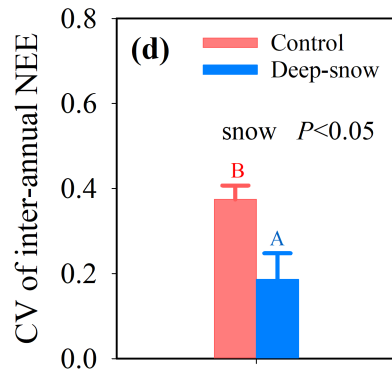 (d)
Control
Deep-snow
snow P<0.05
CV of inter-annual NEE
0.8
0.6
0.4
0.2
0.0
B
A